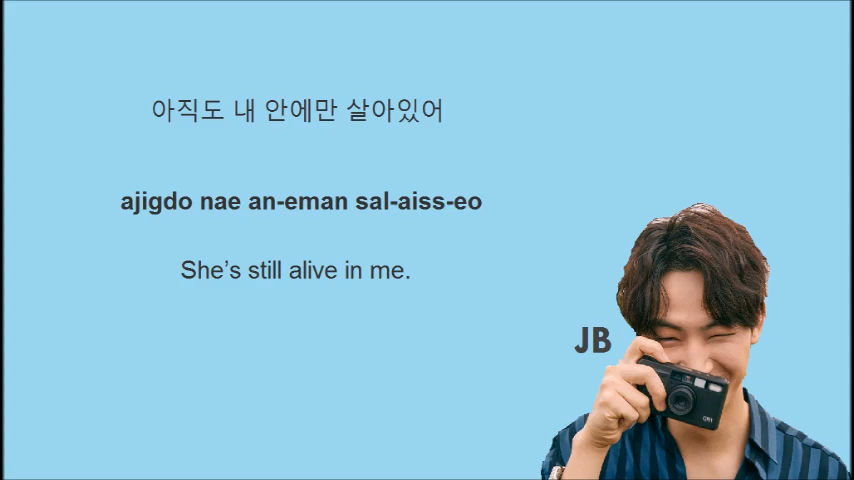 아직도 내 안에만 살아있어
ajigdo nae an-eman sal-aiss-eo
She's still alive in me.
JB